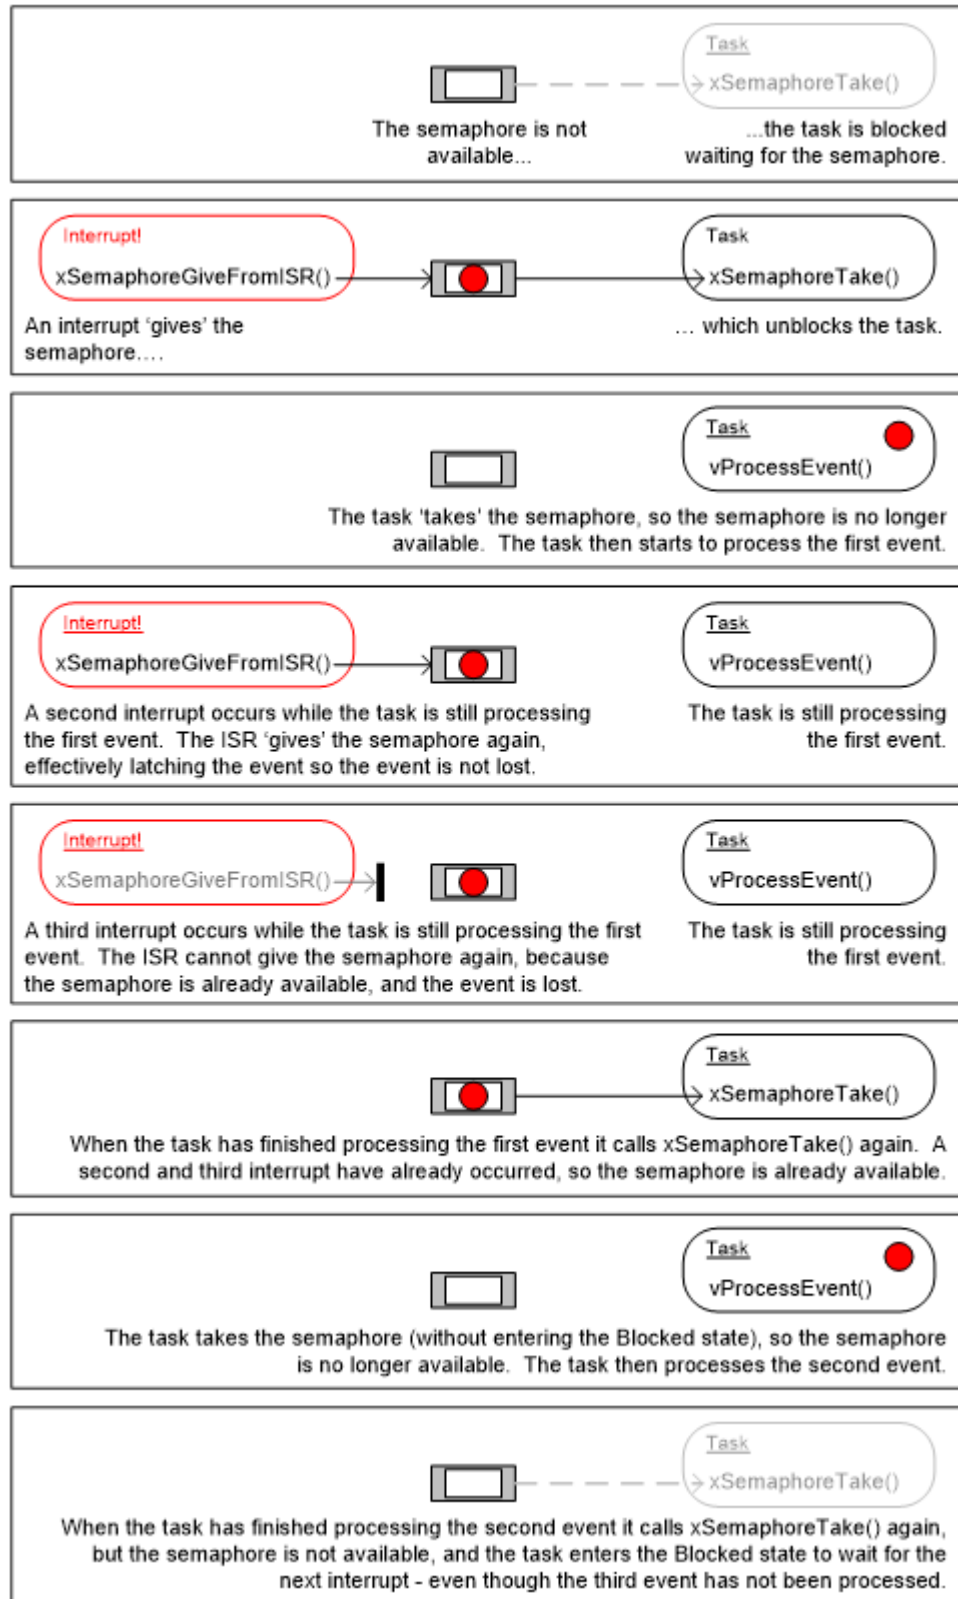 Task
xSemaphoreTake()
The semaphore is not
available...
...the task is blocked
waiting for the semaphore.
Interrupt!
xSemaphoreGiveFromISR()
Task
xSemaphoreTake()
An interrupt ‘gives’ the
semaphore….
… which unblocks the task.
Task
vProcessEvent()
The task 'takes' the semaphore, so the semaphore is no longer
available.  The task then starts to process the first event.
Interrupt!
xSemaphoreGiveFromISR()
Task
vProcessEvent()
A second interrupt occurs while the task is still processing
the first event.  The ISR ‘gives’ the semaphore again,
effectively latching the event so the event is not lost.
The task is still processing
the first event.
Interrupt!
xSemaphoreGiveFromISR()
Task
vProcessEvent()
A third interrupt occurs while the task is still processing the first
event.  The ISR cannot give the semaphore again, because
the semaphore is already available, and the event is lost.
The task is still processing
the first event.
Task
xSemaphoreTake()
When the task has finished processing the first event it calls xSemaphoreTake() again.  A
second and third interrupt have already occurred, so the semaphore is already available.
Task
vProcessEvent()
The task takes the semaphore (without entering the Blocked state), so the semaphore
is no longer available.  The task then processes the second event.
Task
xSemaphoreTake()
When the task has finished processing the second event it calls xSemaphoreTake() again,
but the semaphore is not available, and the task enters the Blocked state to wait for the
next interrupt - even though the third event has not been processed.